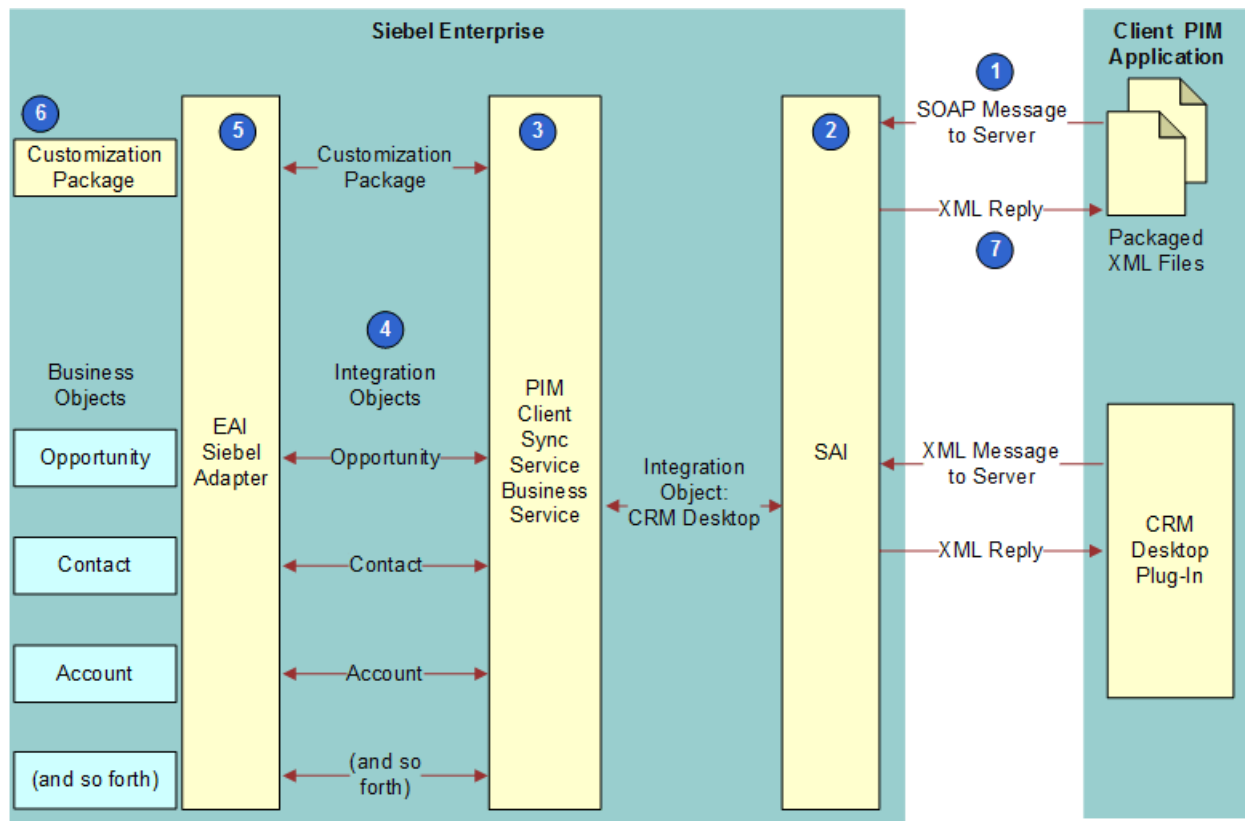 Siebel Enterprise
Client PIM
Application
1
6
5
3
2
SOAP Message
to Server
Customization
Package
Customization
Package
XML Reply
7
Packaged
XML Files
4
Business
Objects
Integration
Objects
PIM
Client
Sync
Service
Business
Service
EAI
Siebel
Adapter
Opportunity
Opportunity
Integration
Object:
CRM Desktop
SAI
XML Message
to Server
XML Reply
CRM
Desktop
Plug-In
Contact
Contact
Account
Account
(and so forth)
(and so
forth)